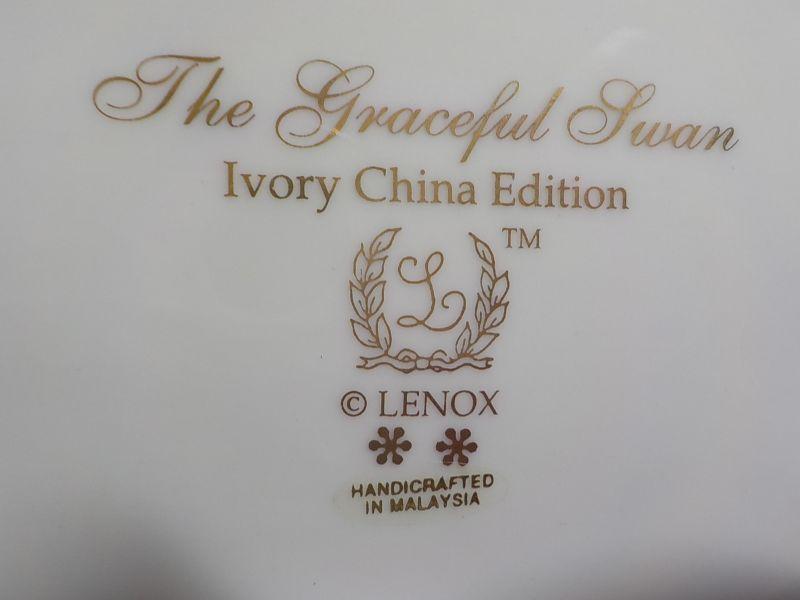 The Graceful Swan
Ivory China Edition
L TM
© LENOX
HANDICRAFTED
IN MALAYSIA